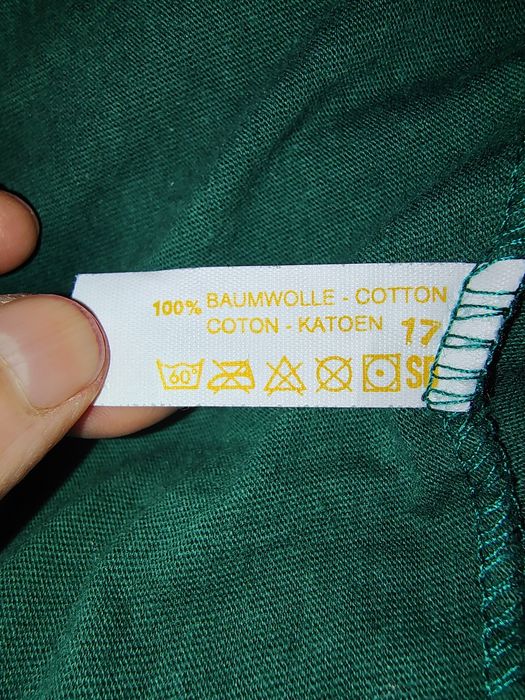 100% BAUMWOLLE - COTTON
COTON - KATOEN 17
60°